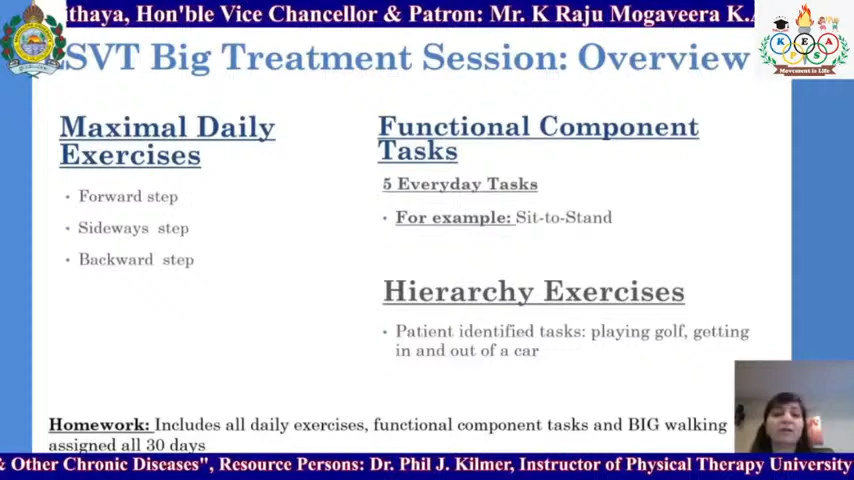 ithaya, Hon'ble Vice Chancellor & Patron: Mr. K Raju Mogaveera K.A
SVT Big Treatment Session: Overview
K E A
P S
Movement is Life
Maximal Daily
Exercises
• Forward step
• Sideways step
• Backward step
Functional Component
Tasks
5 Everyday Tasks
• For example: Sit-to-Stand
Hierarchy Exercises
• Patient identified tasks: playing golf, getting
in and out of a car
Homework: Includes all daily exercises, functional component tasks and BIG walking
assigned all 30 days
& Other Chronic Diseases", Resource Persons: Dr. Phil J. Kilmer, Instructor of Physical Therapy University